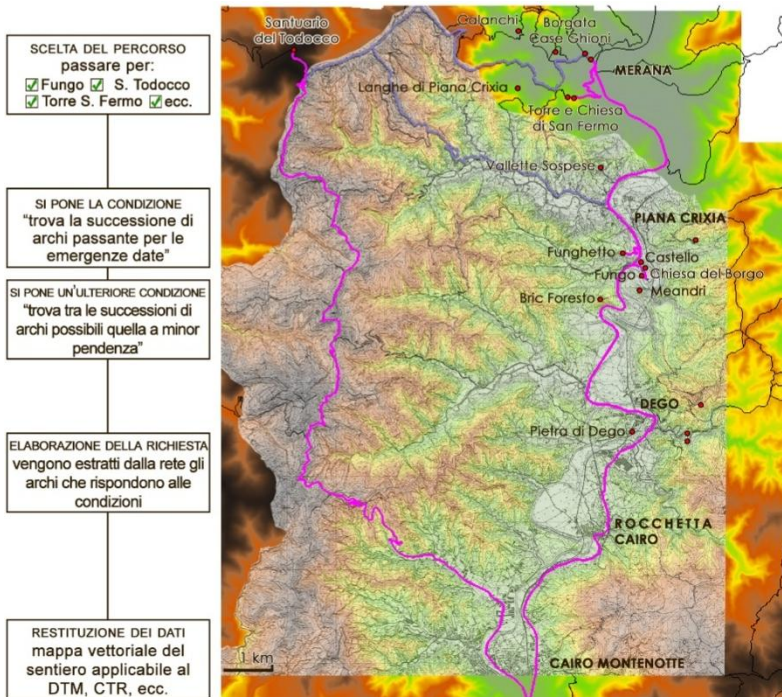 SCELTA DEL PERCORSO
passare per:
☑ Fungo ☑ S. Todocco
☑ Torre S. Fermo ☑ ecc.
SI PONE LA CONDIZIONE
"trova la successione di
archi passante per le
emergenze date"
SI PONE UN'ULTERIORE CONDIZIONE
"trova tra le successioni di
archi possibili quella a minor
pendenza"
ELABORAZIONE DELLA RICHIESTA
vengono estratti dalla rete gli
archi che rispondono alle
condizioni
RESTITUZIONE DEI DATI
mappa vettoriale del
sentiero applicabile al
DTM, CTR, ecc.
Santuario
del Todocco
Calanchi
Borgata
Case Ghioni
MERANA
Langhe di Piana Crixia
Torre e Chiesa
di San Fermo
Vallette Sospese
PIANA CRIXIA
Funghetto
Castello
Fungo
Chiesa del Borgo
Meandri
Bric Foresto
DEGO
Pietra di Dego
ROCCHETTA
CAIRO
CAIRO MONTENOTTE
1 km